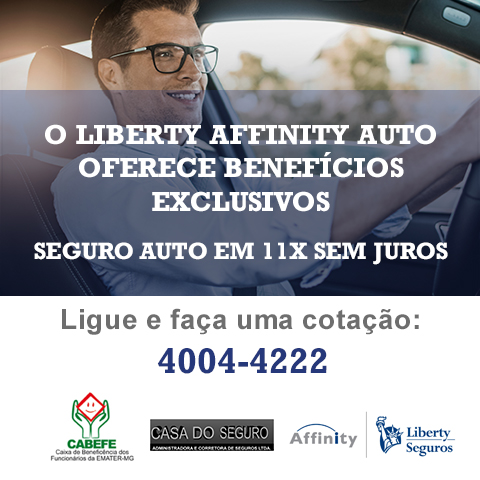 O LIBERTY AFFINITY AUTO
OFERECE BENEFÍCIOS
EXCLUSIVOS
SEGURO AUTO EM 11X SEM JUROS
Ligue e faça uma cotação:
4004-4222
CABEFE
Caixa de Beneficência dos
Funcionários da EMATER-MG
CASA DO SEGURO
ADMINISTRADORA E CORRETORA DE SEGUROS LTDA
Affinity
Liberty
Seguros